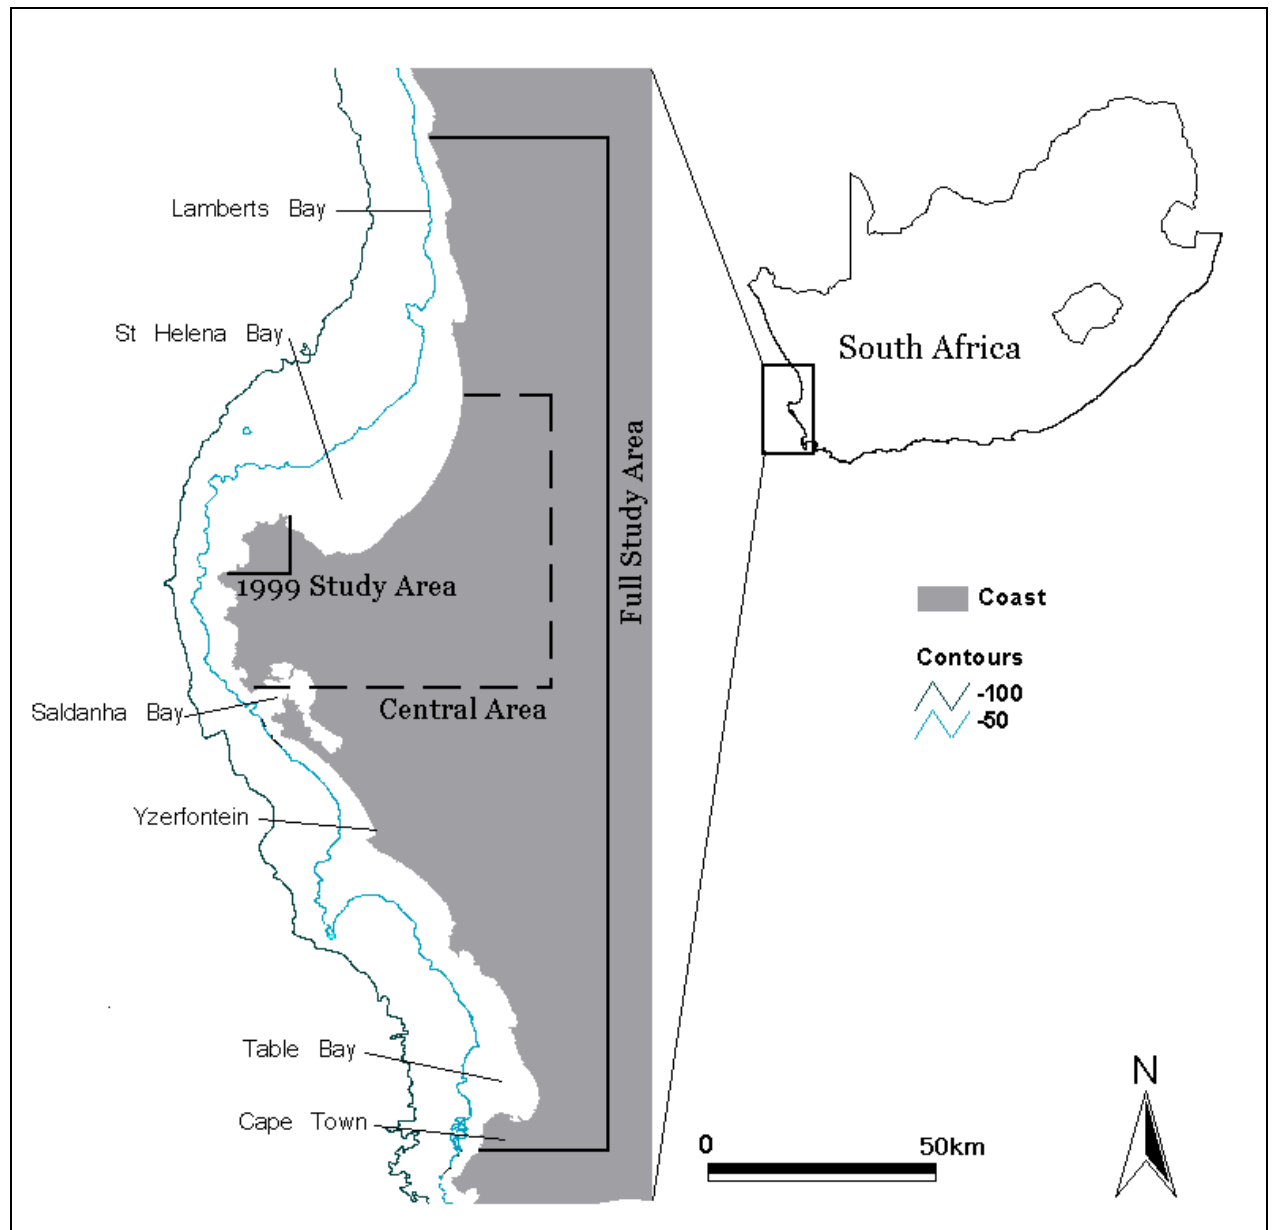 Lamberts Bay
St Helena Bay
South Africa
Full Study Area
1999 Study Area
Coast
Contours
-100
-50
Saldanha Bay
Central Area
Yzerfontein
Table Bay
Cape Town
0 50km
N